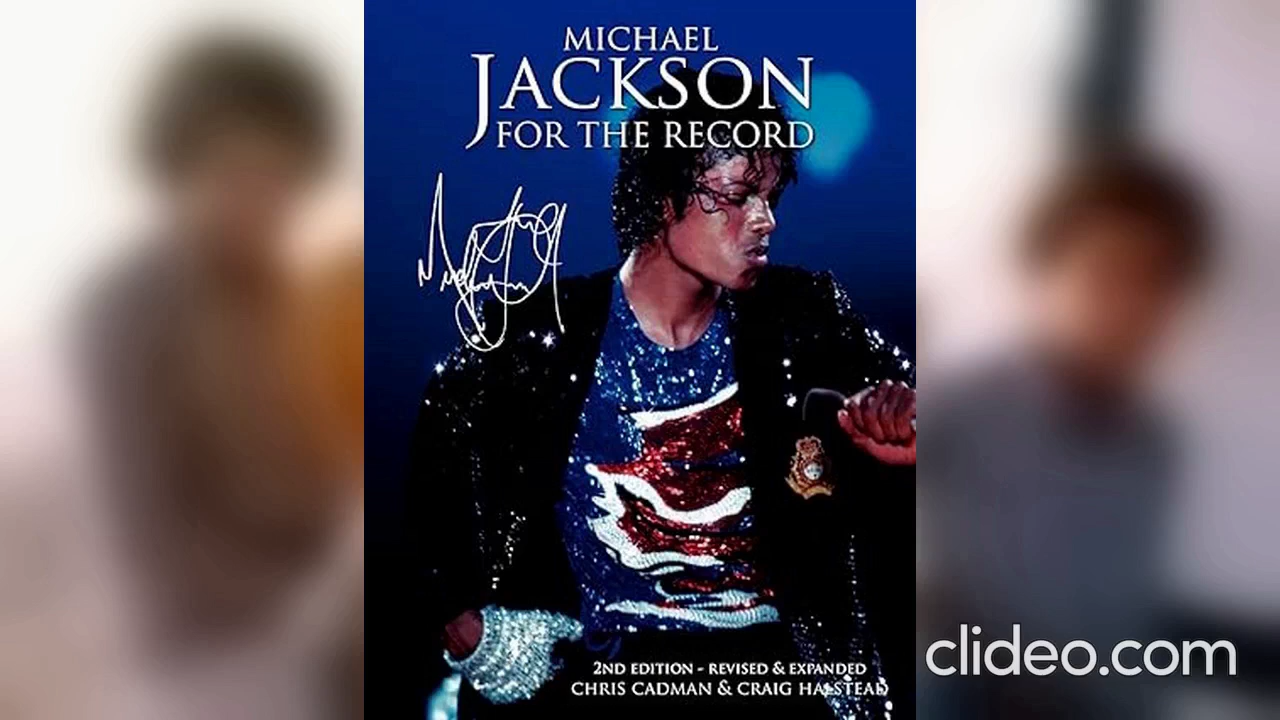 MICHAEL
JACKSON
FOR THE RECORD
2ND EDITION - REVISED & EXPANDED
CHRIS CADMAN & CRAIG HALSTEAD
clideo.com